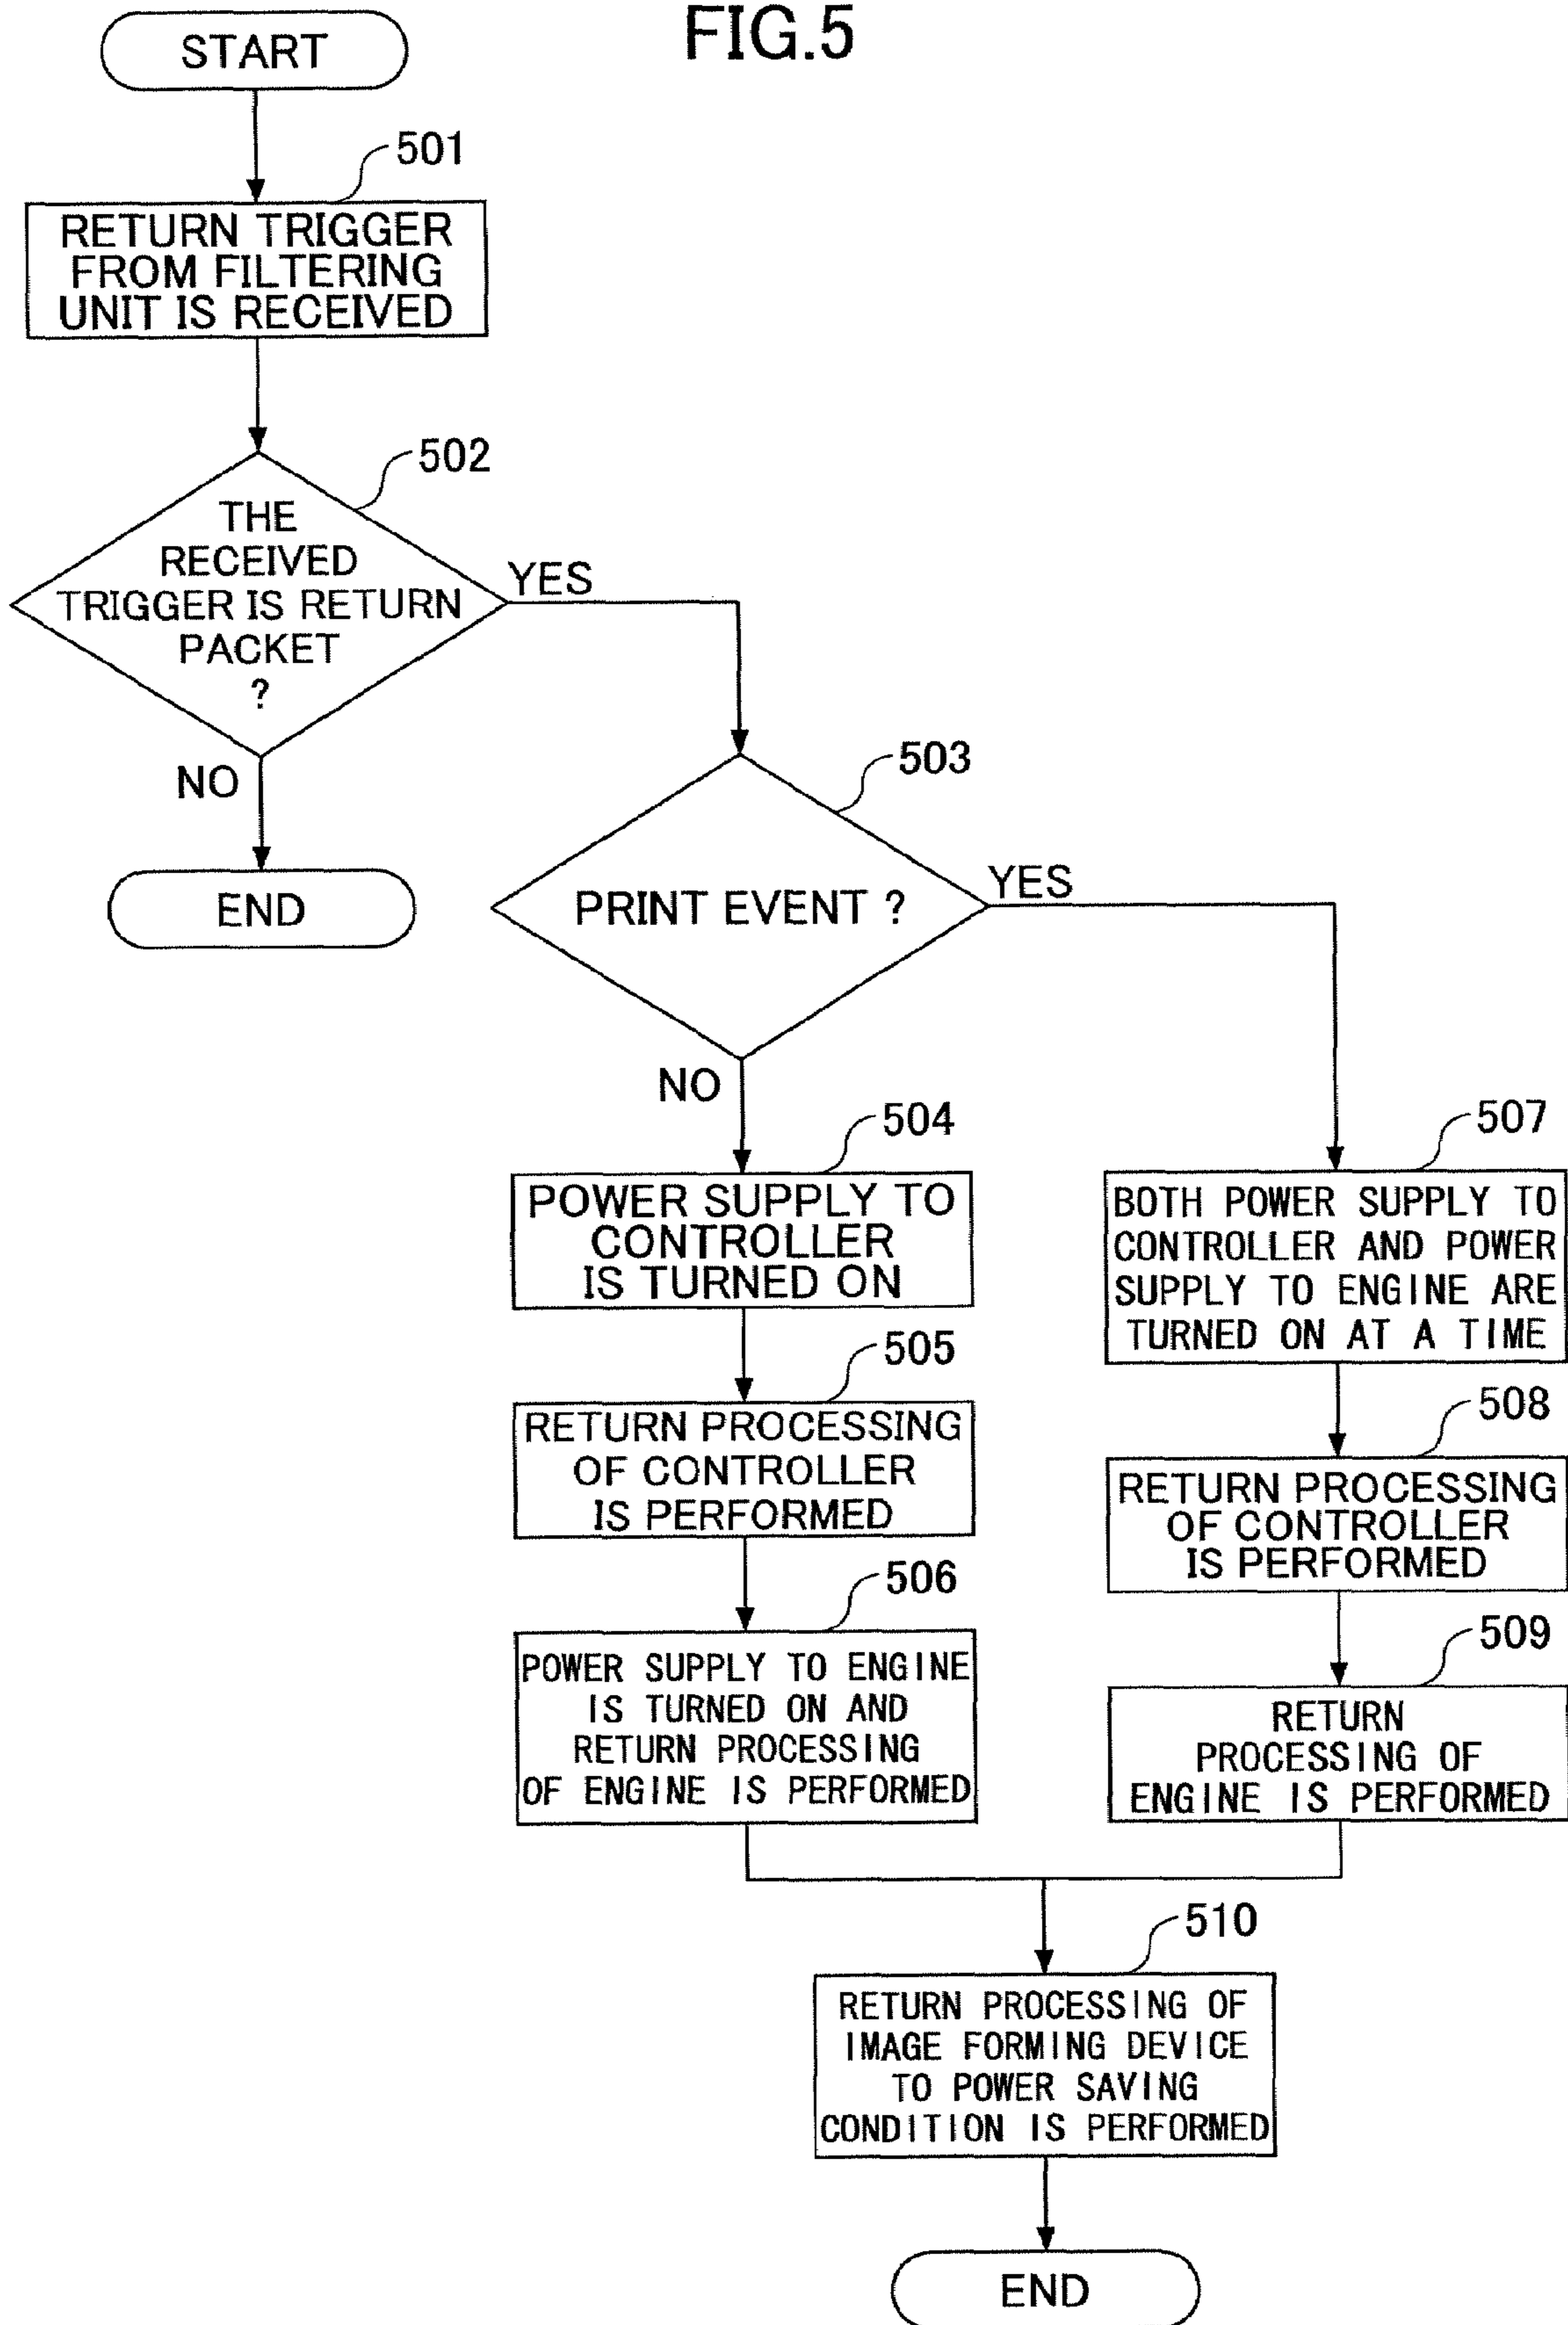 FIG.5
START
501
RETURN TRIGGER
FROM FILTERING
UNIT IS RECEIVED
502
THE
RECEIVED
TRIGGER IS RETURN
PACKET
?
YES
NO
END
503
PRINT EVENT ?
YES
NO
504
POWER SUPPLY TO
CONTROLLER
IS TURNED ON
505
RETURN PROCESSING
OF CONTROLLER
IS PERFORMED
506
POWER SUPPLY TO ENGINE
IS TURNED ON AND
RETURN PROCESSING
OF ENGINE IS PERFORMED
507
BOTH POWER SUPPLY TO
CONTROLLER AND POWER
SUPPLY TO ENGINE ARE
TURNED ON AT A TIME
508
RETURN PROCESSING
OF CONTROLLER
IS PERFORMED
509
RETURN
PROCESSING OF
ENGINE IS PERFORMED
510
RETURN PROCESSING OF
IMAGE FORMING DEVICE
TO POWER SAVING
CONDITION IS PERFORMED
END